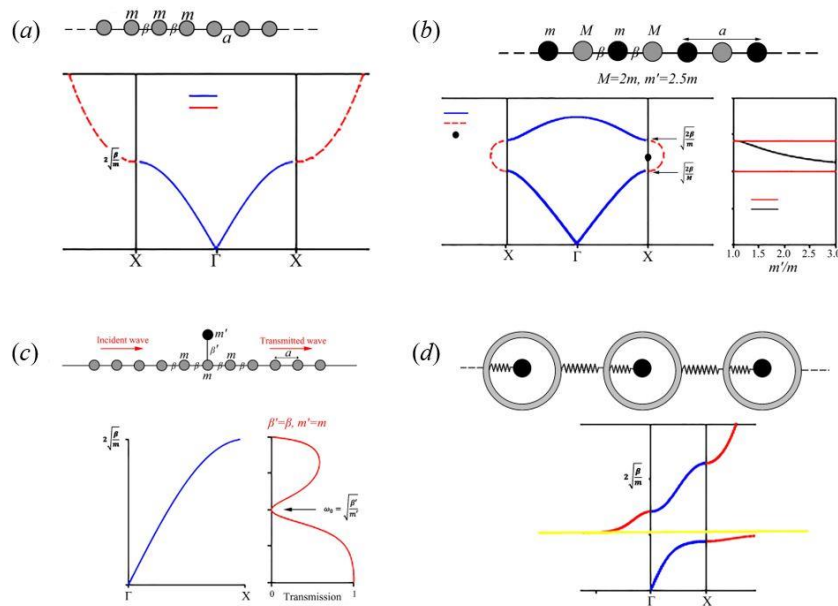 (a)
m m m
β β
a
2√β/m
X Γ X
(b)
m M m M a
β β
M=2m, m'=2.5m
√2β/m
√2β/M
X Γ X
1.0 1.5 2.0 2.5 3.0
m'/m
(c)
m'
Incident wave
β'
Transmitted wave
m m a
β β β β
m
2√β/m
Γ X
β'=β, m'=m
ω₀ = √β'/m'
0 Transmission 1
(d)
2√β/m
Γ X